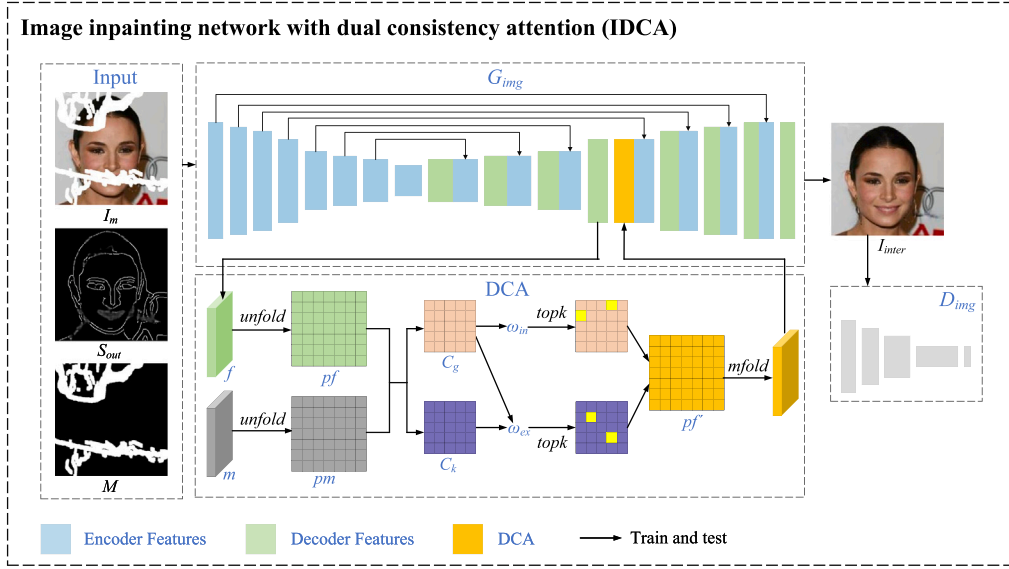 Image inpainting network with dual consistency attention (IDCA)
Input
G_img
I_m
S_out
M
I_inter
D_img
DCA
unfold
topk
ω_in
f
pf
C_g
mfold
unfold
ω_ex
topk
pf'
m
pm
C_k
Encoder Features
Decoder Features
DCA
Train and test